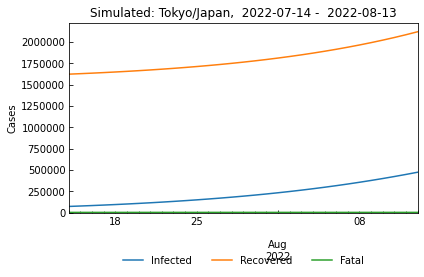 Simulated: Tokyo/Japan,  2022-07-14 -  2022-08-13
2000000
1750000
1500000
1250000
1000000
750000
500000
250000
0
Cases
18
25
08
Aug
2022
Infected
Recovered
Fatal